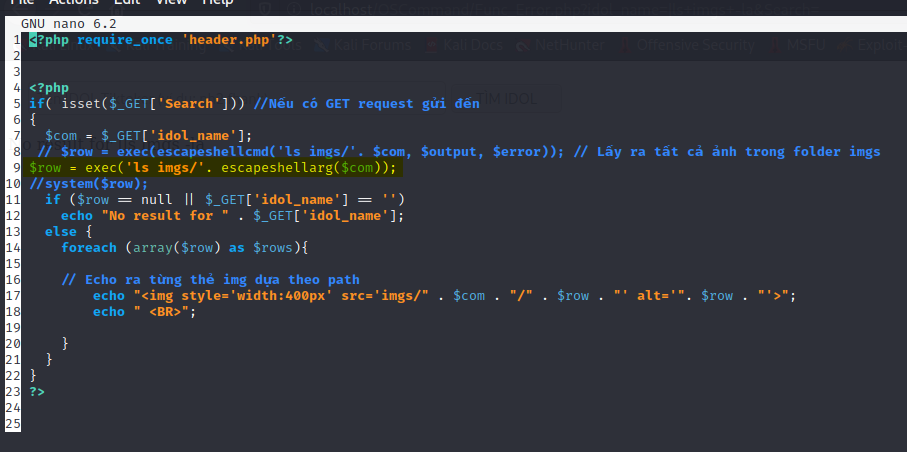 File Actions Edit View Help
GNU nano 6.2
localhost
Kali Forums Kali Docs NetHunter Offensive Security MSFU Exploit
1 <?php require_once 'header.php'?>
2
3
4 <?php
TÌM IDOL
5 if( isset($_GET['Search'])) //Nếu có GET request gửi đến
6 {
7 $com = $_GET['idol_name'];
8 // $row = exec(escapeshellcmd('ls imgs/'. $com, $output, $error)); // Lấy ra tất cả ảnh trong folder imgs
9 $row = exec('ls imgs/'. escapeshellarg($com));
10 //system($row);
11 if ($row == null || $_GET['idol_name'] == '')
12 echo "No result for " . $_GET['idol_name'];
13 else {
14 foreach (array($row) as $rows){
15
16 // Echo ra từng thẻ img dựa theo path
17 echo "<img style='width:400px' src='imgs/" . $com . "/" . $row . "' alt='". $row . "'>";
18 echo " <BR>";
19
20 }
21 }
22 }
23 ?>
24
25